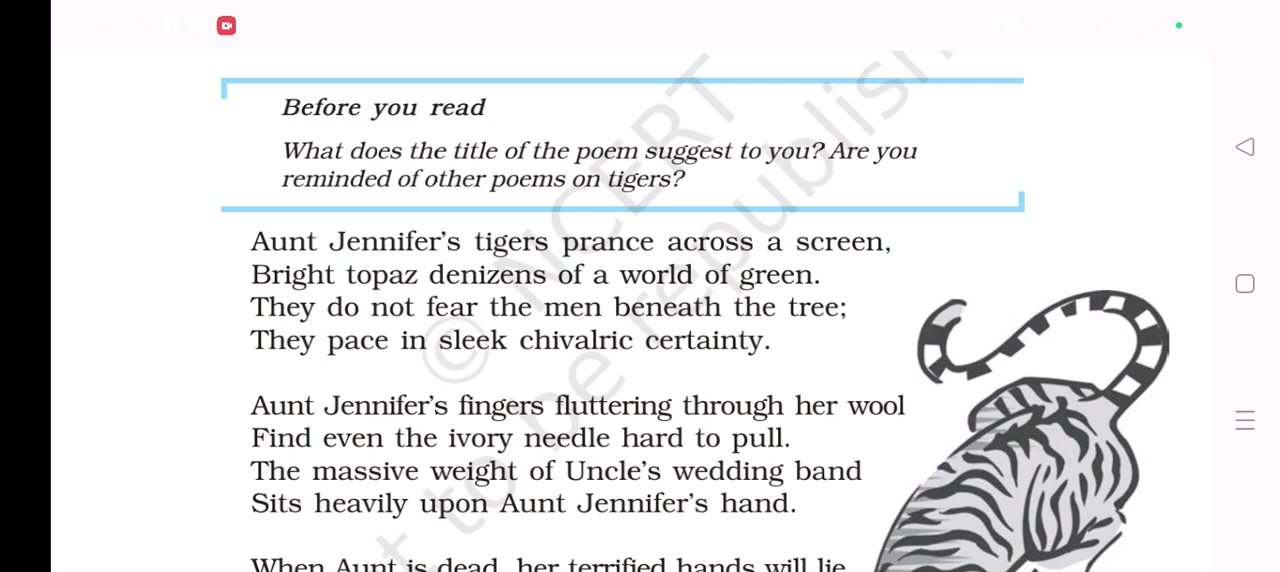 Before you read
What does the title of the poem suggest to you? Are you
reminded of other poems on tigers?
Aunt Jennifer's tigers prance across a screen,
Bright topaz denizens of a world of green.
They do not fear the men beneath the tree;
They pace in sleek chivalric certainty.
Aunt Jennifer's fingers fluttering through her wool
Find even the ivory needle hard to pull.
The massive weight of Uncle's wedding band
Sits heavily upon Aunt Jennifer's hand.
When Aunt is dead, her terrified hands will lie
© NCERT
t to be republish